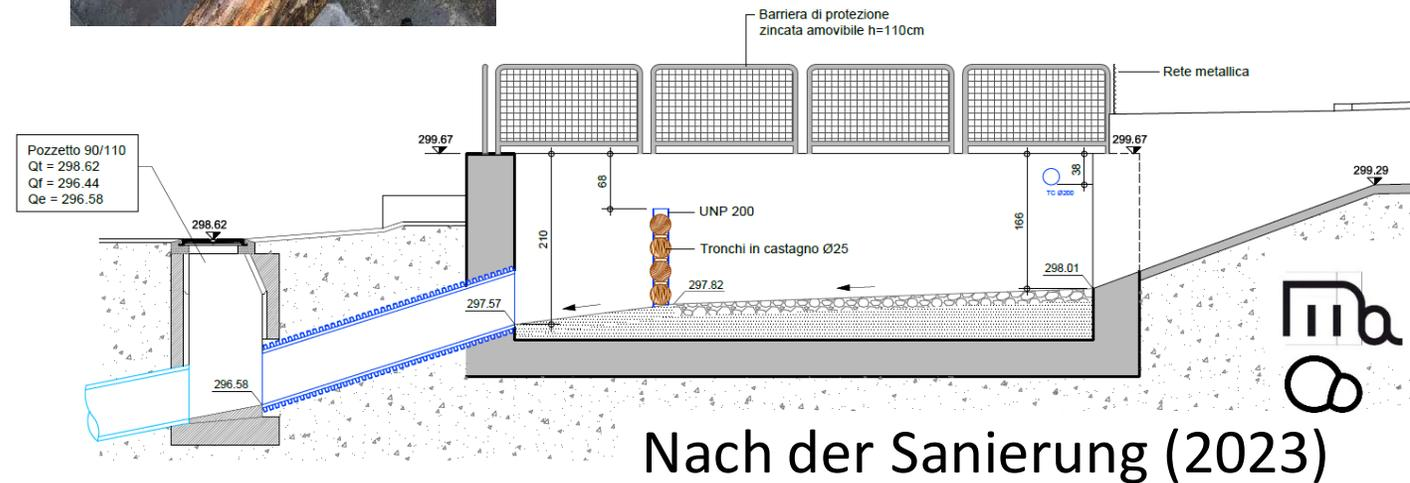 Barriera di protezione
zincata amovibile h=110cm
Rete metallica
Pozzetto 90/110
Qt = 298.62
Qf = 296.44
Qe = 296.58
299.67
299.67
299.29
298.62
68
38
TC Ø200
UNP 200
210
166
Tronchi in castagno Ø25
298.01
297.82
297.57
296.58
ma
Nach der Sanierung (2023)